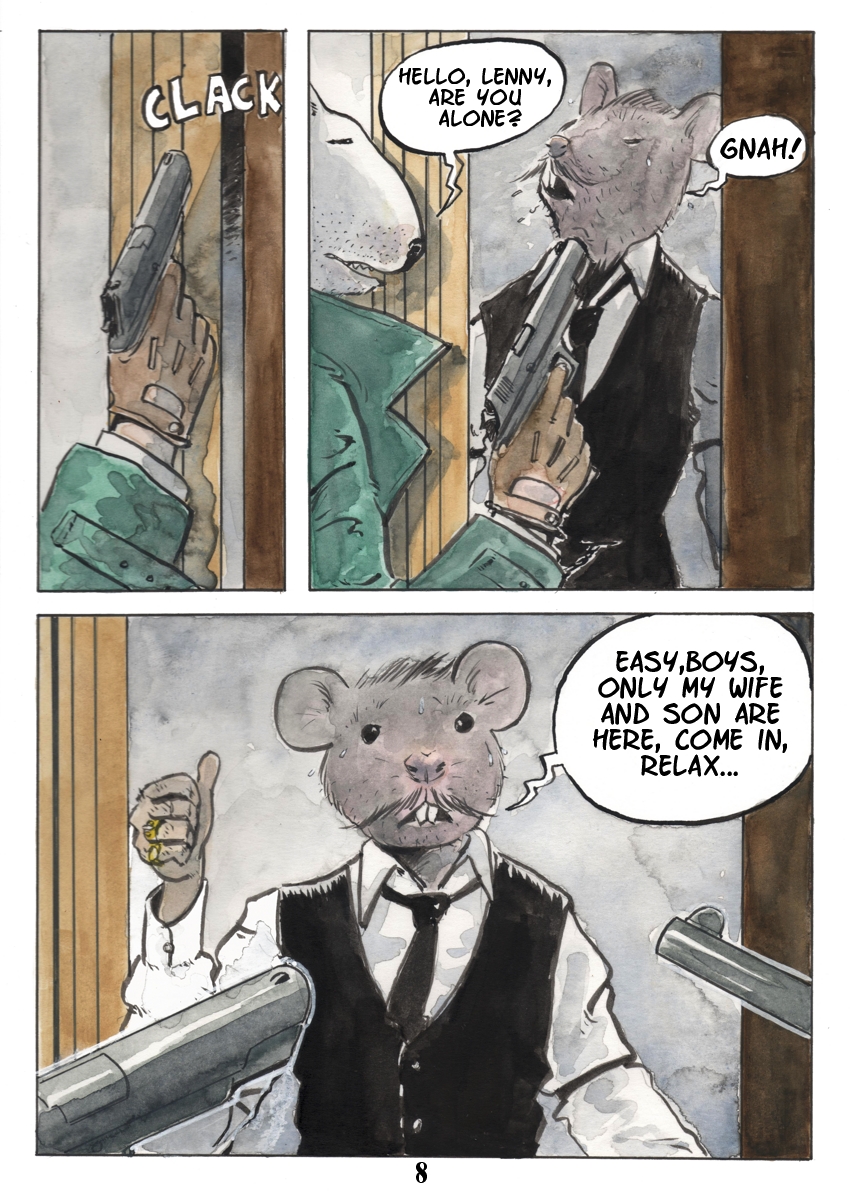 CLACK
HELLO, LENNY,
ARE YOU
ALONE?
GNAH!
EASY,BOYS,
ONLY MY WIFE
AND SON ARE
HERE, COME IN,
RELAX...
8